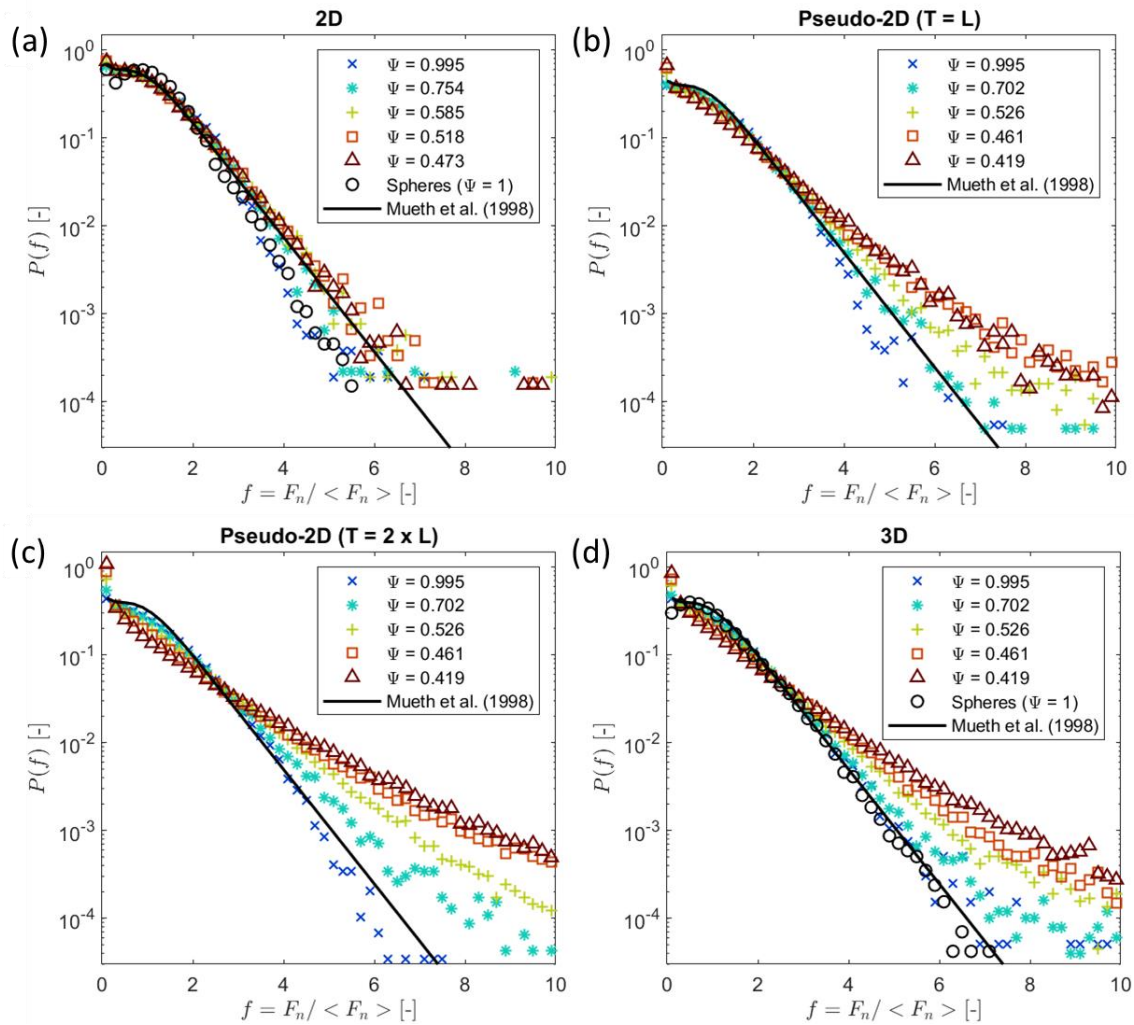 (a)
2D
Ψ = 0.995
Ψ = 0.754
Ψ = 0.585
Ψ = 0.518
Ψ = 0.473
Spheres (Ψ = 1)
Mueth et al. (1998)
10^0
10^-1
10^-2
10^-3
10^-4
P(f) [-]
0 2 4 6 8 10
f = F_n/ < F_n > [-]
(b)
Pseudo-2D (T = L)
Ψ = 0.995
Ψ = 0.702
Ψ = 0.526
Ψ = 0.461
Ψ = 0.419
Mueth et al. (1998)
10^0
10^-1
10^-2
10^-3
10^-4
P(f) [-]
0 2 4 6 8 10
f = F_n/ < F_n > [-]
(c)
Pseudo-2D (T = 2 x L)
Ψ = 0.995
Ψ = 0.702
Ψ = 0.526
Ψ = 0.461
Ψ = 0.419
Mueth et al. (1998)
10^0
10^-1
10^-2
10^-3
10^-4
P(f) [-]
0 2 4 6 8 10
f = F_n/ < F_n > [-]
(d)
3D
Ψ = 0.995
Ψ = 0.702
Ψ = 0.526
Ψ = 0.461
Ψ = 0.419
Spheres (Ψ = 1)
Mueth et al. (1998)
10^0
10^-1
10^-2
10^-3
10^-4
P(f) [-]
0 2 4 6 8 10
f = F_n/ < F_n > [-]